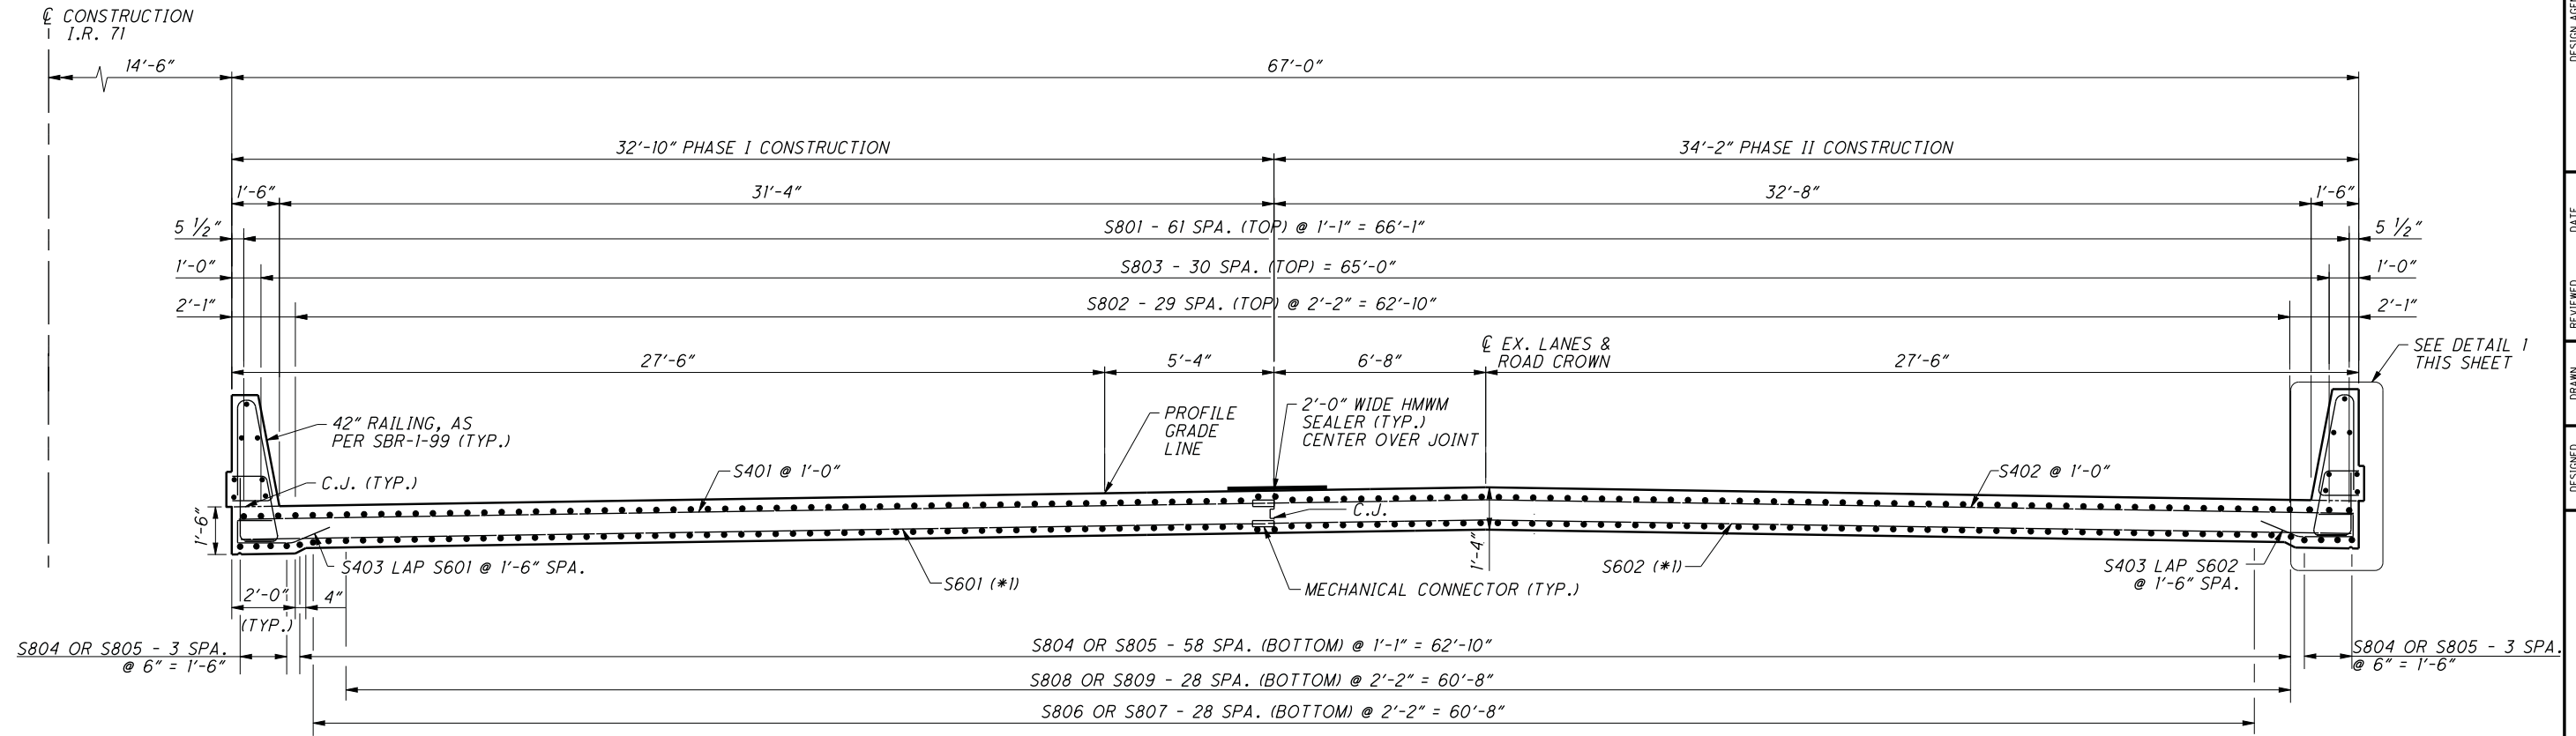 ℄ CONSTRUCTION
I.R. 71
14'-6"
67'-0"
32'-10" PHASE I CONSTRUCTION
34'-2" PHASE II CONSTRUCTION
1'-6"
31'-4"
32'-8"
1'-6"
5 1/2"
S801 - 61 SPA. (TOP) @ 1'-1" = 66'-1"
5 1/2"
1'-0"
S803 - 30 SPA. (TOP) = 65'-0"
1'-0"
2'-1"
S802 - 29 SPA. (TOP) @ 2'-2" = 62'-10"
2'-1"
27'-6"
5'-4"
6'-8"
℄ EX. LANES &
ROAD CROWN
27'-6"
SEE DETAIL 1
THIS SHEET
42" RAILING, AS
PER SBR-1-99 (TYP.)
PROFILE
GRADE
LINE
2'-0" WIDE HMWM
SEALER (TYP.)
CENTER OVER JOINT
C.J. (TYP.)
S401 @ 1'-0"
S402 @ 1'-0"
C.J.
1'-6"
1'-4"
S403 LAP S601 @ 1'-6" SPA.
S601 (*1)
MECHANICAL CONNECTOR (TYP.)
S602 (*1)
S403 LAP S602
@ 1'-6" SPA.
2'-0"
4"
(TYP.)
S804 OR S805 - 3 SPA.
@ 6" = 1'-6"
S804 OR S805 - 58 SPA. (BOTTOM) @ 1'-1" = 62'-10"
S804 OR S805 - 3 SPA.
@ 6" = 1'-6"
S808 OR S809 - 28 SPA. (BOTTOM) @ 2'-2" = 60'-8"
S806 OR S807 - 28 SPA. (BOTTOM) @ 2'-2" = 60'-8"
DESIGN
DATE
REVIEWED
DRAWN
DESIGNED